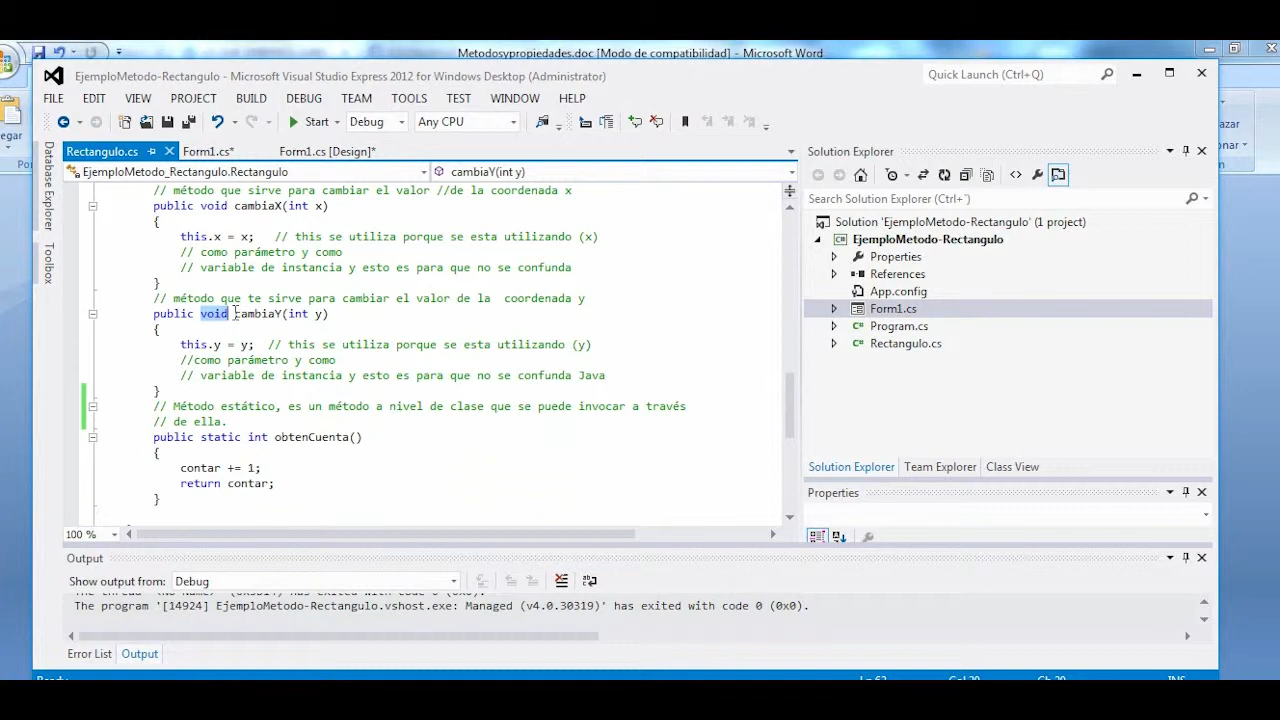 Metodosypropiedades.doc [Modo de compatibilidad] - Microsoft Word
EjemploMetodo-Rectangulo - Microsoft Visual Studio Express 2012 for Windows Desktop (Administrator)
Quick Launch (Ctrl+Q)
FILE EDIT VIEW PROJECT BUILD DEBUG TEAM TOOLS TEST WINDOW HELP
Start Debug Any CPU
Database Explorer
Toolbox
Rectangulo.cs Form1.cs* Form1.cs [Design]*
EjemploMetodo_Rectangulo.Rectangulo cambiaY(int y)
// método que sirve para cambiar el valor //de la coordenada x
public void cambiaX(int x)
{
this.x = x; // this se utiliza porque se esta utilizando (x)
// como parámetro y como
// variable de instancia y esto es para que no se confunda
}
// método que te sirve para cambiar el valor de la coordenada y
public void cambiaY(int y)
{
this.y = y; // this se utiliza porque se esta utilizando (y)
//como parámetro y como
// variable de instancia y esto es para que no se confunda Java
}
// Método estático, es un método a nivel de clase que se puede invocar a través
// de ella.
public static int obtenCuenta()
{
contar += 1;
return contar;
}
100 %
Solution Explorer
Search Solution Explorer (Ctrl+´)
Solution 'EjemploMetodo-Rectangulo' (1 project)
EjemploMetodo-Rectangulo
Properties
References
App.config
Form1.cs
Program.cs
Rectangulo.cs
Solution Explorer Team Explorer Class View
Properties
Output
Show output from: Debug
The program '[14924] EjemploMetodo-Rectangulo.vshost.exe: Managed (v4.0.30319)' has exited with code 0 (0x0).
Error List Output